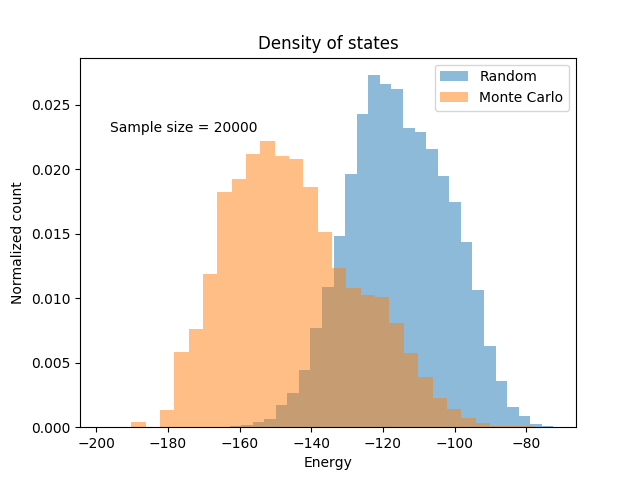 Density of states
Random
Monte Carlo
Sample size = 20000
Normalized count
0.025
0.020
0.015
0.010
0.005
0.000
−200 −180 −160 −140 −120 −100 −80
Energy